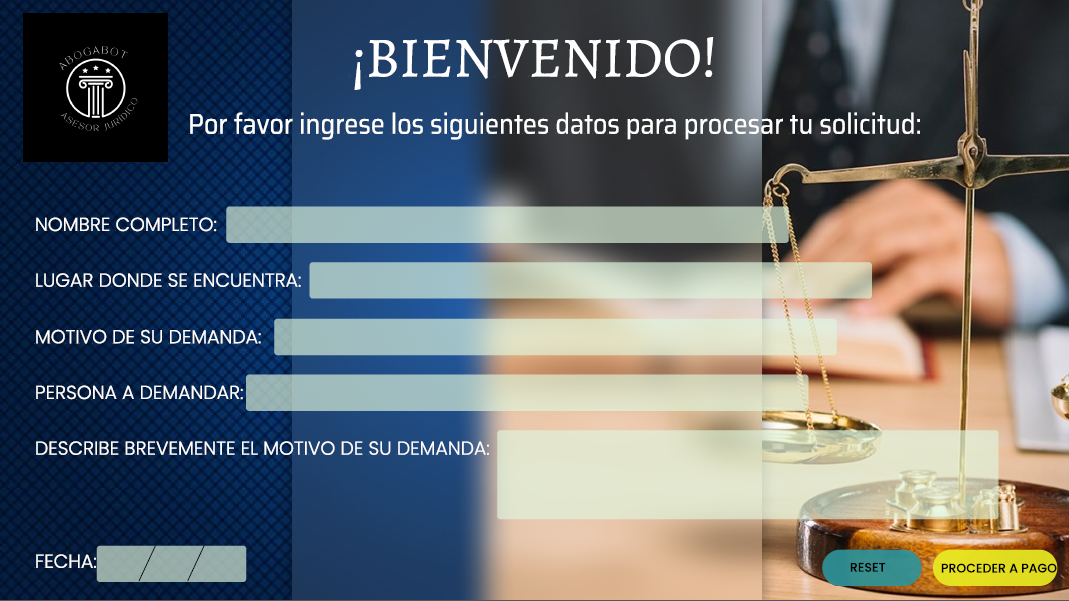 ABOGABOT
ASESOR JURÍDICO
¡BIENVENIDO!
Por favor ingrese los siguientes datos para procesar tu solicitud:
NOMBRE COMPLETO:
LUGAR DONDE SE ENCUENTRA:
MOTIVO DE SU DEMANDA:
PERSONA A DEMANDAR:
DESCRIBE BREVEMENTE EL MOTIVO DE SU DEMANDA:
FECHA: / /
RESET
PROCEDER A PAGO